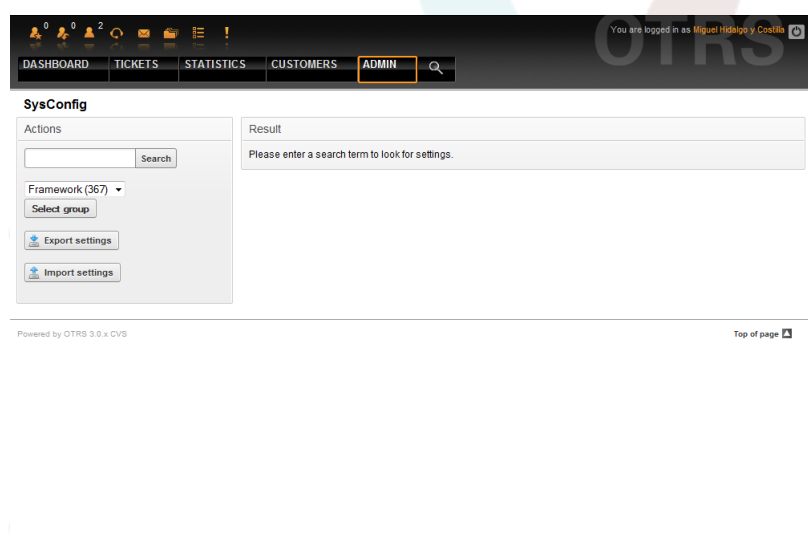 0 0 2
OTRS
You are logged in as Miguel Hidalgo y Costilla
DASHBOARD TICKETS STATISTICS CUSTOMERS ADMIN
SysConfig
Actions
Search
Framework (367)
Select group
Export settings
Import settings
Result
Please enter a search term to look for settings.
Powered by OTRS 3.0.x CVS
Top of page